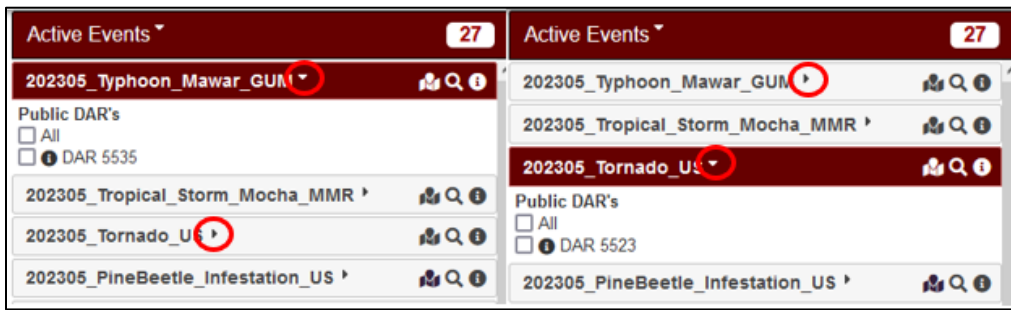 Active Events 27
202305_Typhoon_Mawar_GUM
Public DAR's
All
DAR 5535
202305_Tropical_Storm_Mocha_MMR
202305_Tornado_US
202305_PineBeetle_Infestation_US
Active Events 27
202305_Typhoon_Mawar_GUM
202305_Tropical_Storm_Mocha_MMR
202305_Tornado_US
Public DAR's
All
DAR 5523
202305_PineBeetle_Infestation_US